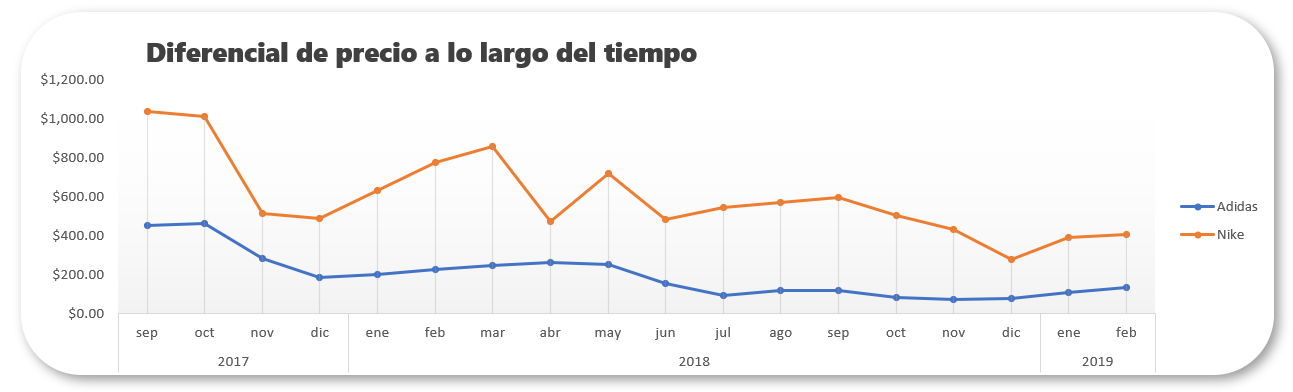 Diferencial de precio a lo largo del tiempo
$1,200.00
$1,000.00
$800.00
$600.00
$400.00
$200.00
$0.00
sep oct nov dic ene feb mar abr may jun jul ago sep oct nov dic ene feb
2017 2018 2019
Adidas
Nike